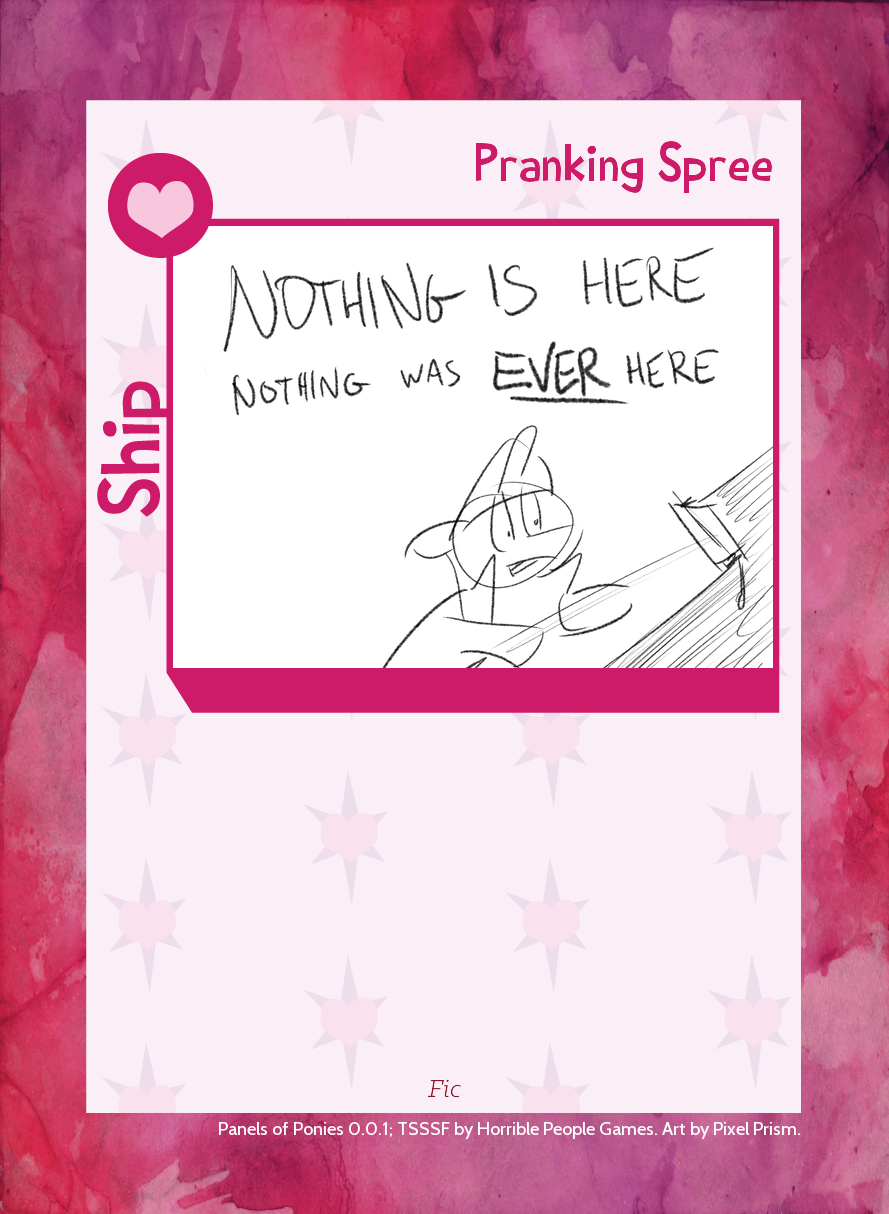 Pranking Spree
Ship
NOTHING IS HERE
NOTHING WAS EVER HERE
Fic
Panels of Ponies 0.0.1; TSSSF by Horrible People Games. Art by Pixel Prism.